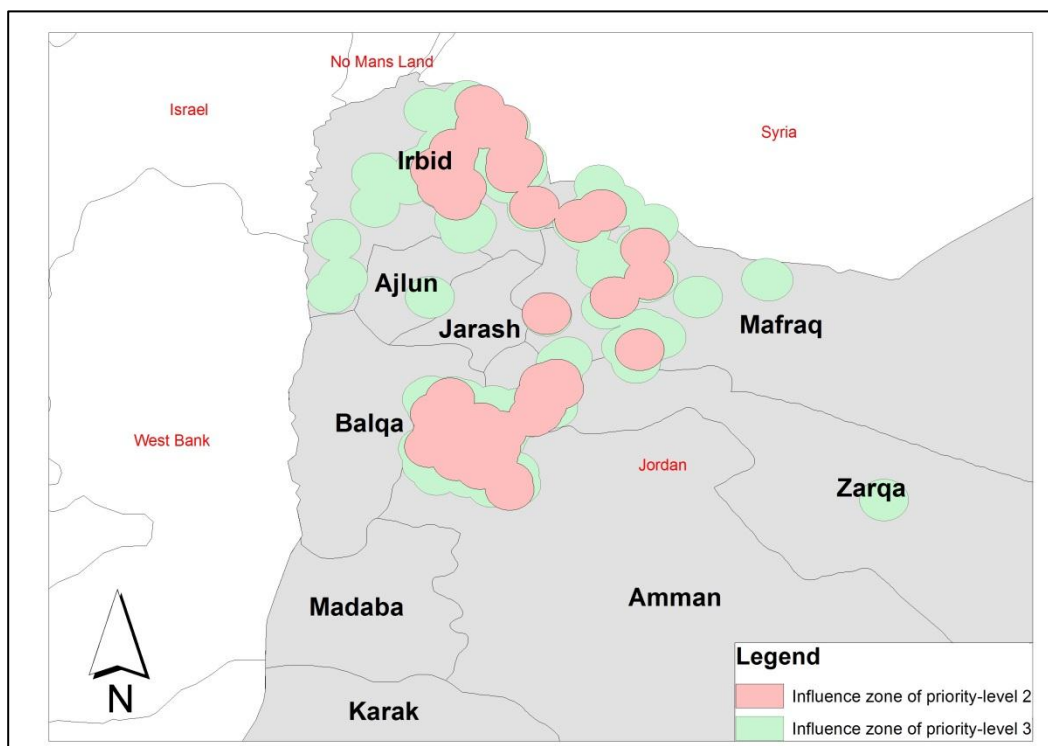 No Mans Land
Israel
Syria
Irbid
Ajlun
Jarash
Mafraq
Balqa
West Bank
Jordan
Zarqa
Madaba
Amman
Karak
N
Legend
Influence zone of priority-level 2
Influence zone of priority-level 3